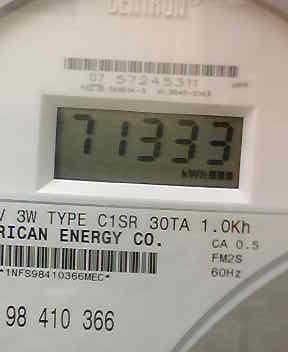 CENTRON
07 57245311
71333
kWh
V 3W TYPE C1SR 30TA 1.0Kh
RICAN ENERGY CO.
CA 0.5
FM2S
60Hz
*1NFS98410366MEC*
98 410 366